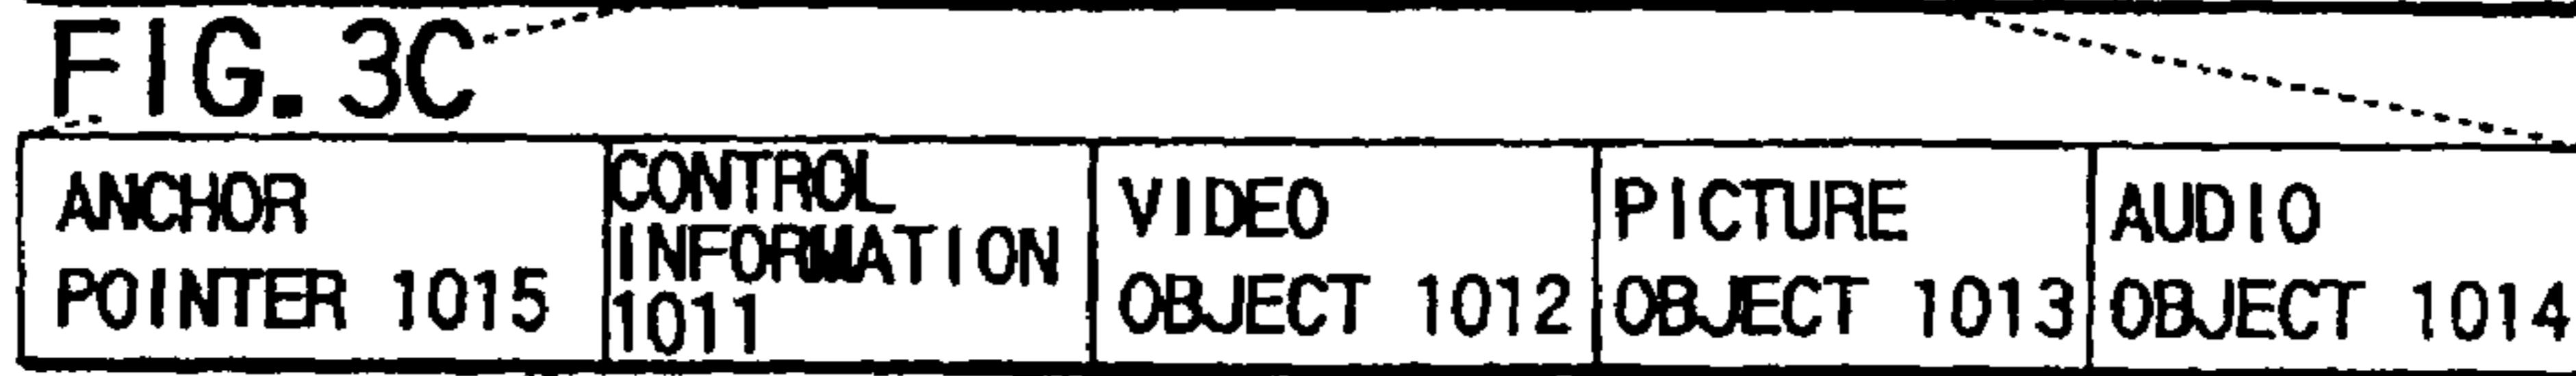 FIG. 3C
ANCHOR
POINTER 1015
CONTROL
INFORMATION
1011
VIDEO
OBJECT 1012
PICTURE
OBJECT 1013
AUDIO
OBJECT 1014